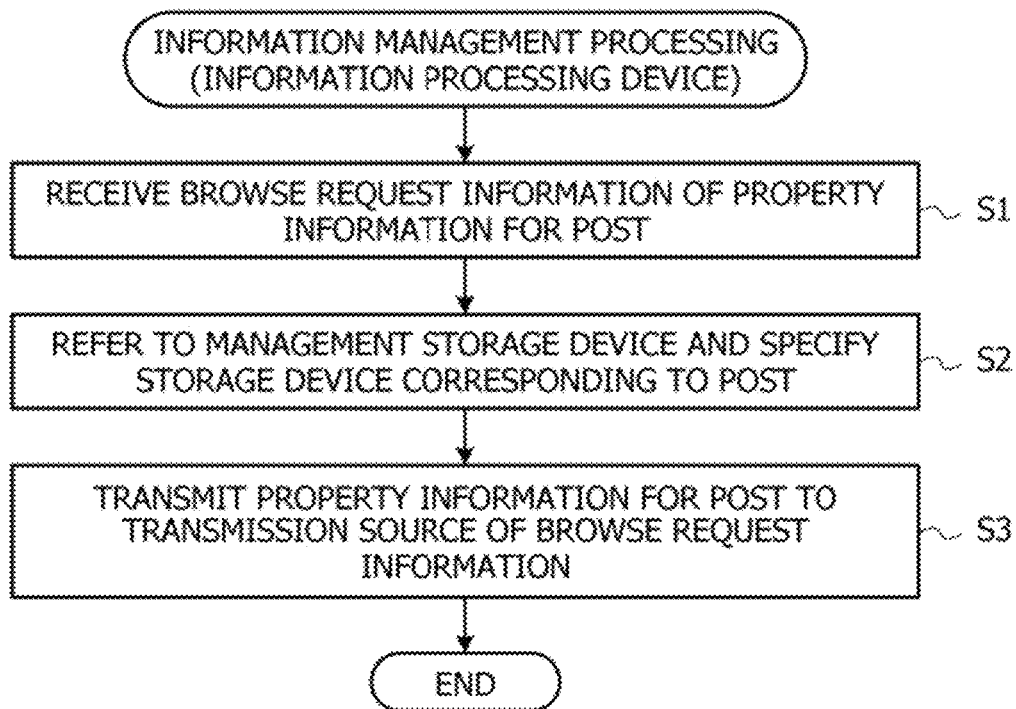 INFORMATION MANAGEMENT PROCESSING
(INFORMATION PROCESSING DEVICE)
RECEIVE BROWSE REQUEST INFORMATION OF PROPERTY
INFORMATION FOR POST
S1
REFER TO MANAGEMENT STORAGE DEVICE AND SPECIFY
STORAGE DEVICE CORRESPONDING TO POST
S2
TRANSMIT PROPERTY INFORMATION FOR POST TO
TRANSMISSION SOURCE OF BROWSE REQUEST
INFORMATION
S3
END